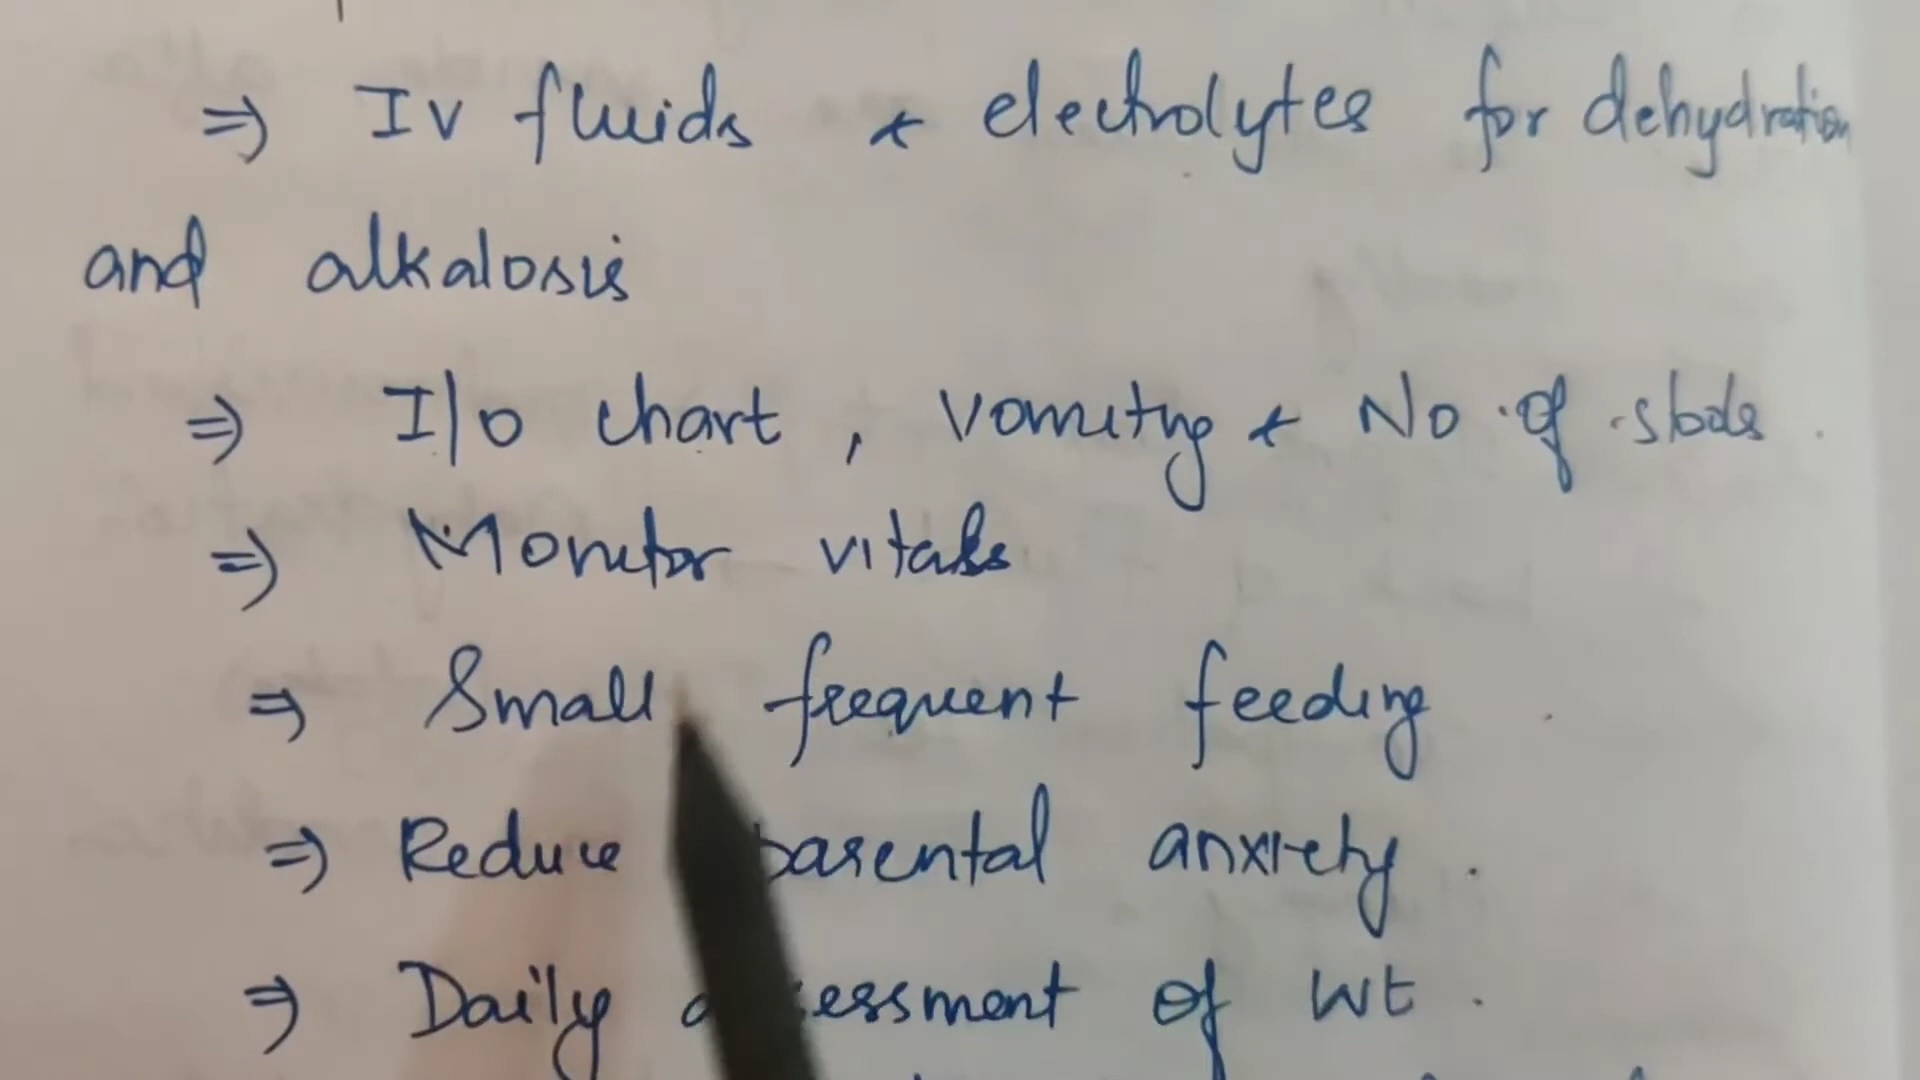 ⇒ IV fluids & electrolytes for dehydration
and alkalosis
⇒ I/o chart, Vomiting & No. of stools.
⇒ Monitor vitals
⇒ Small frequent feeding.
⇒ Reduce parental anxiety.
⇒ Daily assessment of wt.